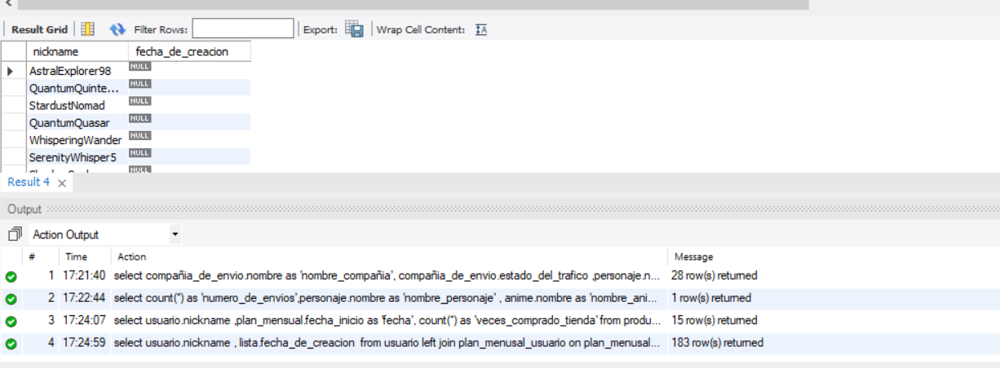 Result Grid Filter Rows: Export: Wrap Cell Content:
nickname fecha_de_creacion
AstralExplorer98 NULL
QuantumQuinte... NULL
StardustNomad NULL
QuantumQuasar NULL
WhisperingWander NULL
SerenityWhisper5 NULL
NULL
Result 4
Output
Action Output
# Time Action Message
1 17:21:40 select compañia_de_envio.nombre as 'nombre_compañia', compañia_de_envio.estado_del_trafico ,personaje.n... 28 row(s) returned
2 17:22:44 select count(*) as 'numero_de_envios',personaje.nombre as 'nombre_personaje' , anime.nombre as 'nombre_ani... 1 row(s) returned
3 17:24:07 select usuario.nickname ,plan_mensual.fecha_inicio as 'fecha', count(*) as 'veces_comprado_tienda' from produ... 15 row(s) returned
4 17:24:59 select usuario.nickname , lista.fecha_de_creacion from usuario left join plan_menusal_usuario on plan_menusal... 183 row(s) returned